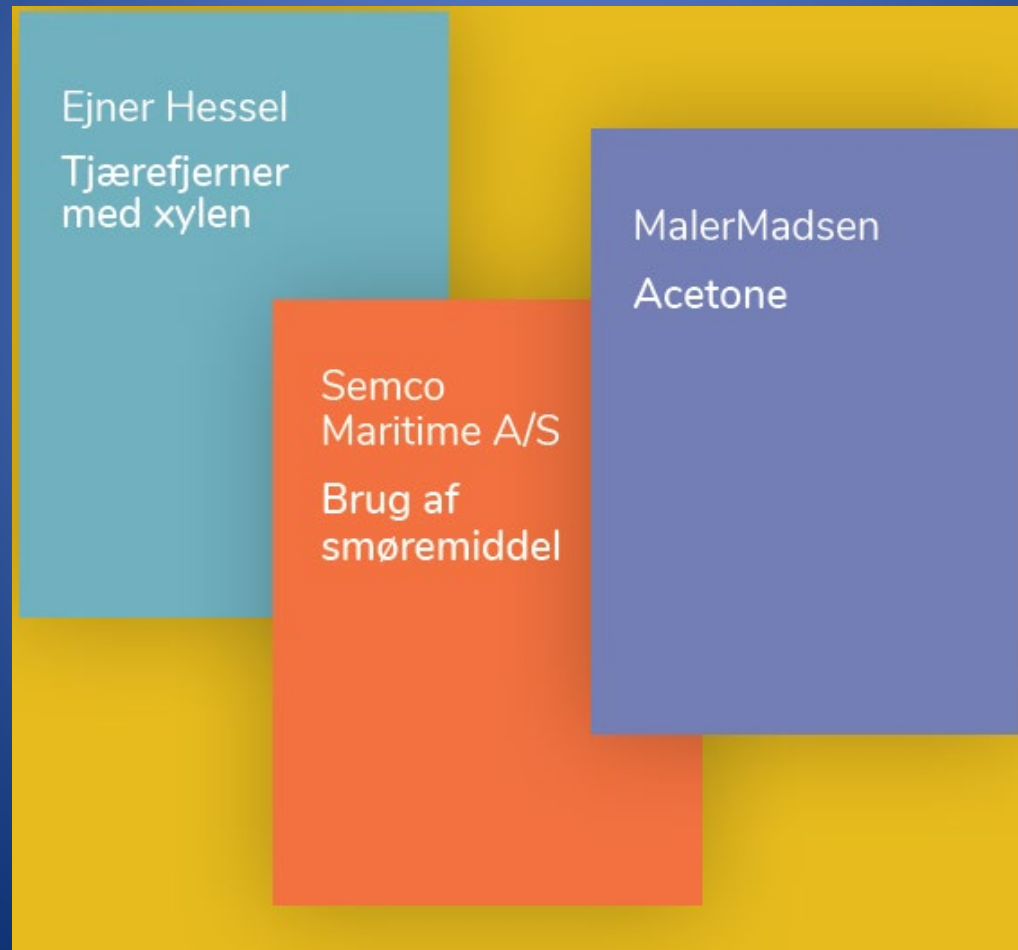 Ejner Hessel
Tjærefjerner
med xylen
Semco
Maritime A/S
Brug af
smøremiddel
MalerMadsen
Acetone